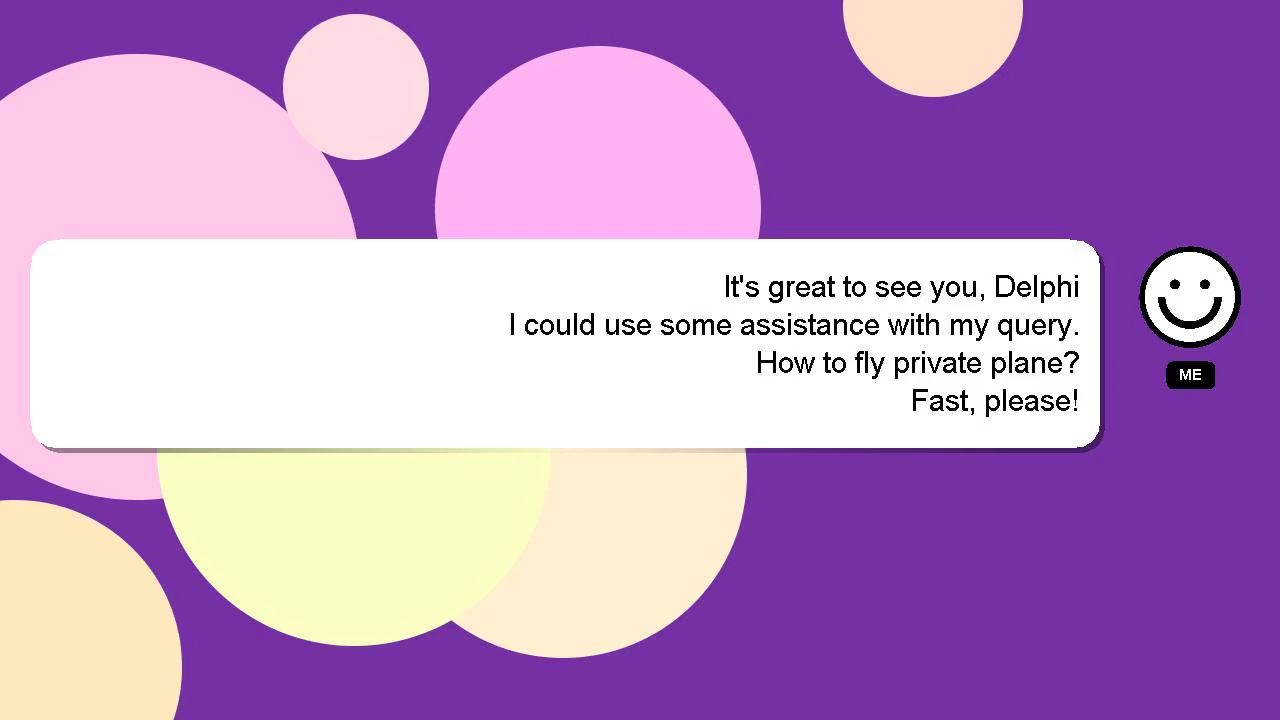 It's great to see you, Delphi
I could use some assistance with my query.
How to fly private plane?
Fast, please!
ME